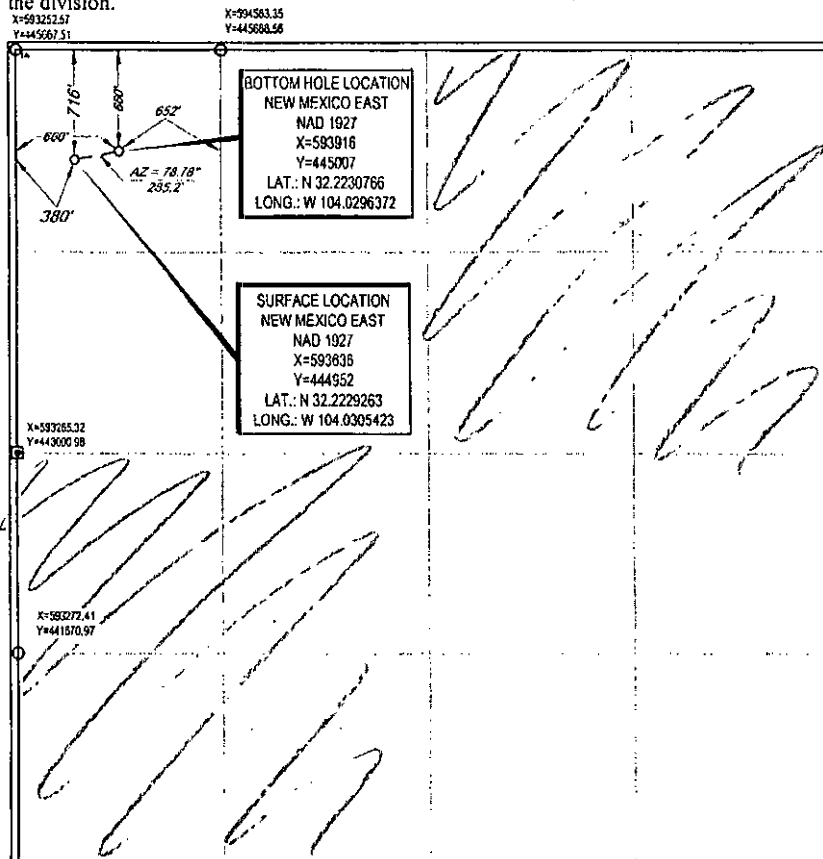 the division.
X=593252.57
Y=445667.51
X=594563.35
Y=445688.56
716'
660'
652'
660'
AZ = 78.78°
285.2'
380'
BOTTOM HOLE LOCATION
NEW MEXICO EAST
NAD 1927
X=593916
Y=445007
LAT.: N 32.2230766
LONG.: W 104.0296372
SURFACE LOCATION
NEW MEXICO EAST
NAD 1927
X=593636
Y=444952
LAT.: N 32.2229263
LONG.: W 104.0305423
X=593265.32
Y=443000.98
X=593272.41
Y=441670.97